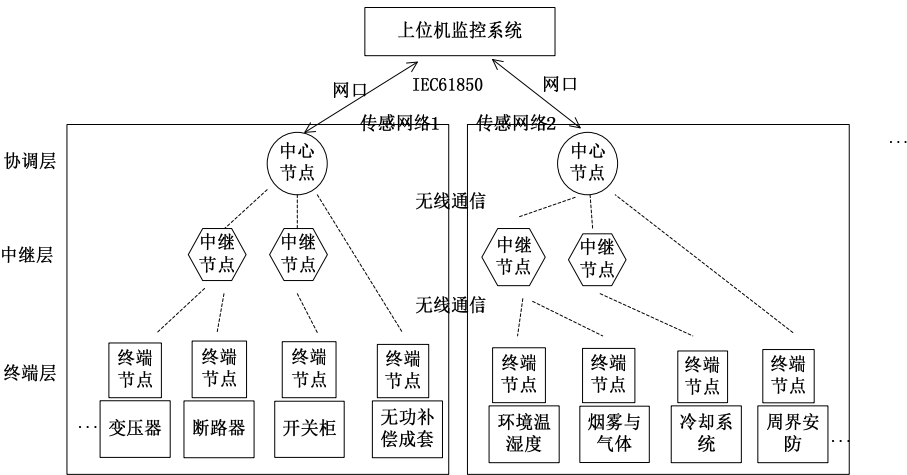 上位机监控系统
网口
IEC61850
网口
传感网络1
传感网络2
协调层
中心
节点
中心
节点
...
无线通信
中继层
中继
节点
中继
节点
中继
节点
中继
节点
无线通信
终端层
终端
节点
终端
节点
终端
节点
终端
节点
终端
节点
终端
节点
终端
节点
终端
节点
...
变压器
断路器
开关柜
无功补
偿成套
环境温
湿度
烟雾与
气体
冷却系
统
周界安
防
...